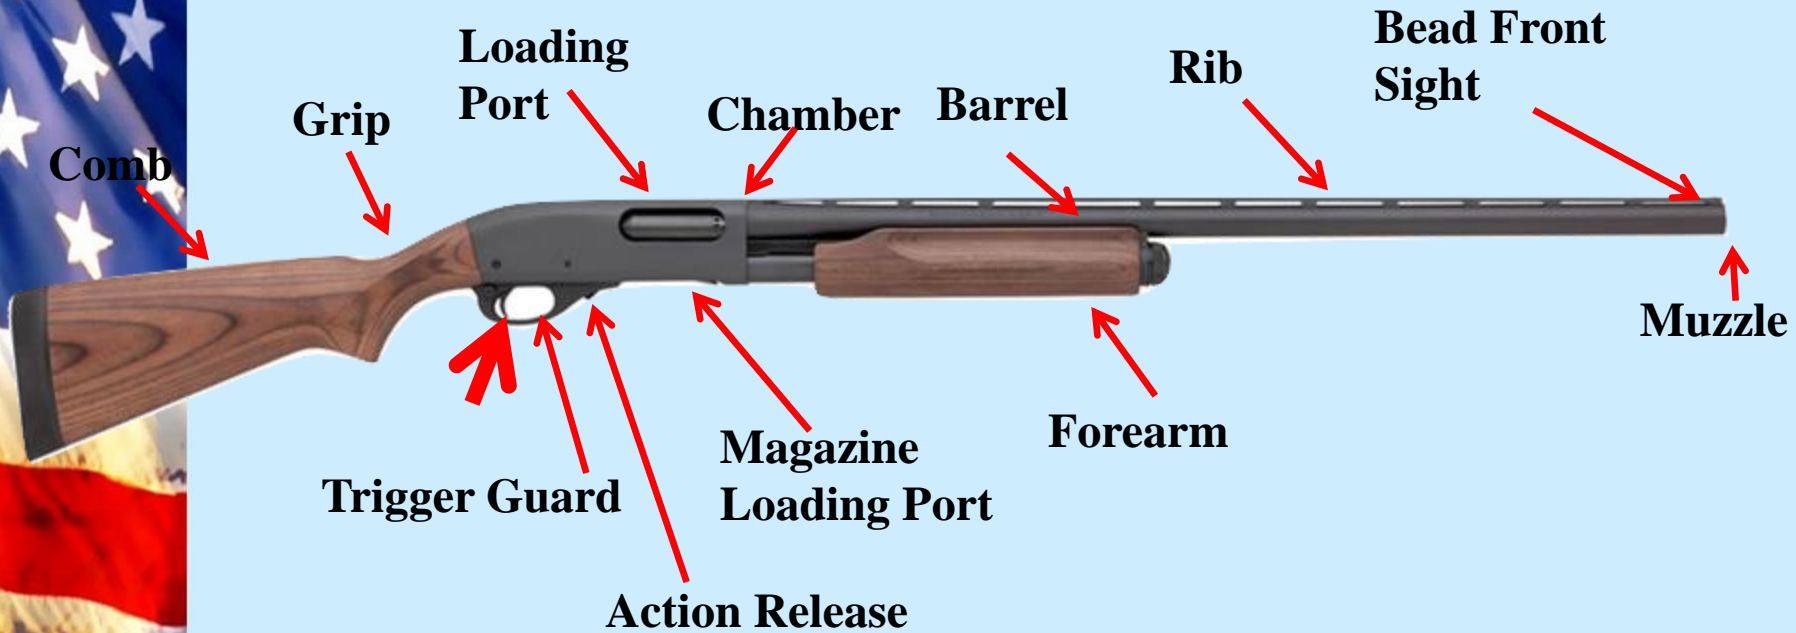 Bead Front
Sight
Loading
Port
Rib
Grip
Chamber
Barrel
Comb
Muzzle
Magazine
Loading Port
Forearm
Trigger Guard
Action Release